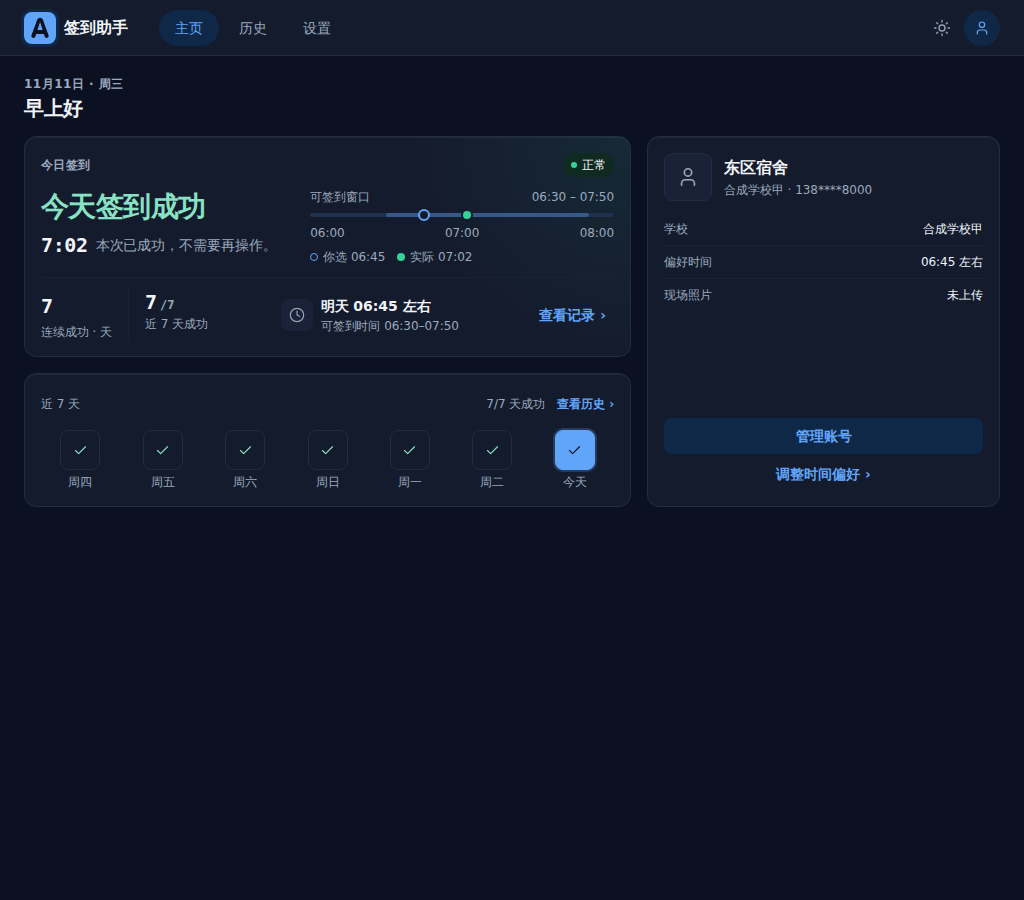 A 签到助手 主页 历史 设置
11月11日 · 周三
早上好
今日签到 正常
今天签到成功
7:02 本次已成功，不需要再操作。
可签到窗口 06:30 – 07:50
06:00 07:00 08:00
你选 06:45 实际 07:02
7
连续成功 · 天
7 /7
近 7 天成功
明天 06:45 左右
可签到时间 06:30–07:50
查看记录 ›
近 7 天 7/7 天成功 查看历史 ›
周四 周五 周六 周日 周一 周二 今天
东区宿舍
合成学校甲 · 138****8000
学校 合成学校甲
偏好时间 06:45 左右
现场照片 未上传
管理账号
调整时间偏好 ›